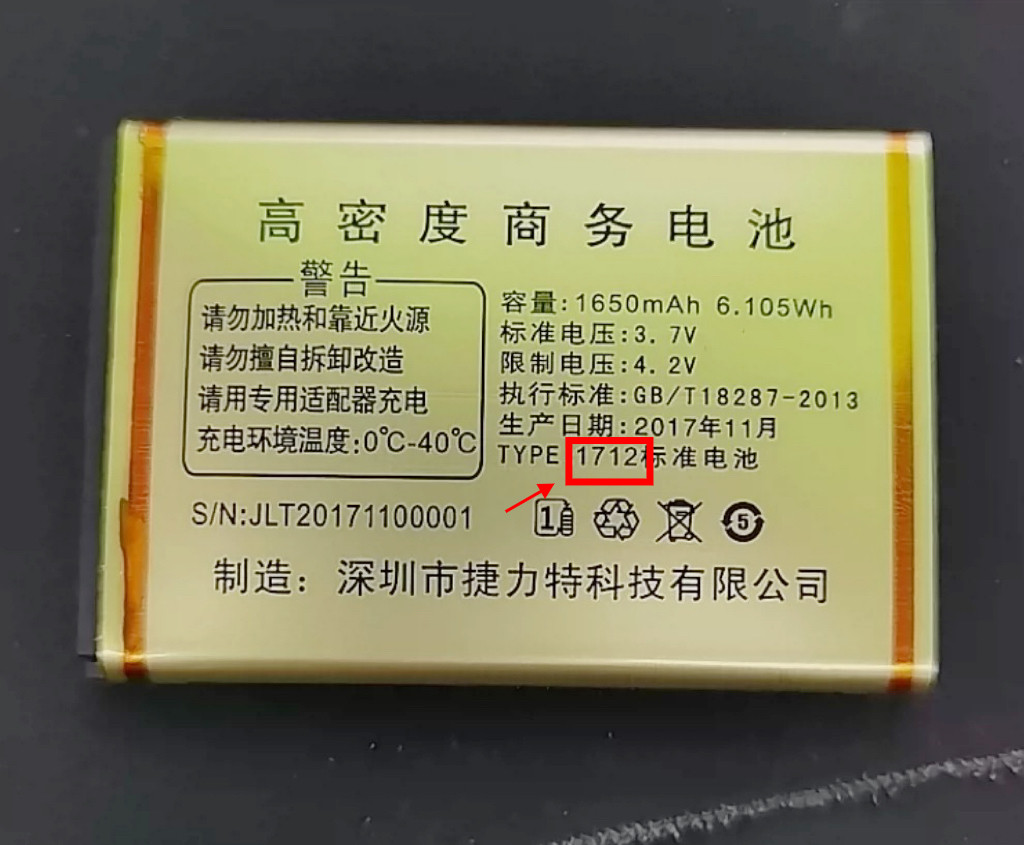 高密度商务电池
警告
请勿加热和靠近火源
请勿擅自拆卸改造
请用专用适配器充电
充电环境温度:0℃-40℃
容量:1650mAh 6.105Wh
标准电压:3.7V
限制电压:4.2V
执行标准:GB/T18287-2013
生产日期:2017年11月
TYPE 1712标准电池
S/N:JLT20171100001
1
5
制造：深圳市捷力特科技有限公司